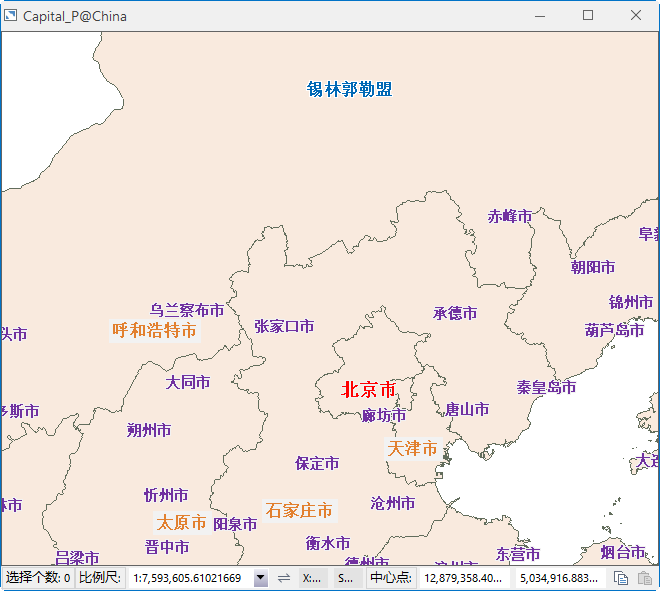 Capital_P@China
锡林郭勒盟
赤峰市
阜新
朝阳市
锦州市
乌兰察布市
承德市
张家口市
呼和浩特市
葫芦岛市
头市
大同市
秦皇岛市
北京市
多斯市
廊坊市
唐山市
朔州市
天津市
保定市
大连
忻州市
沧州市
林市
石家庄市
太原市
阳泉市
衡水市
晋中市
东营市
烟台市
吕梁市
德州市
滨州市
选择个数: 0 比例尺: 1:7,593,605.61021669 X:... S... 中心点: 12,879,358.40... 5,034,916.883...